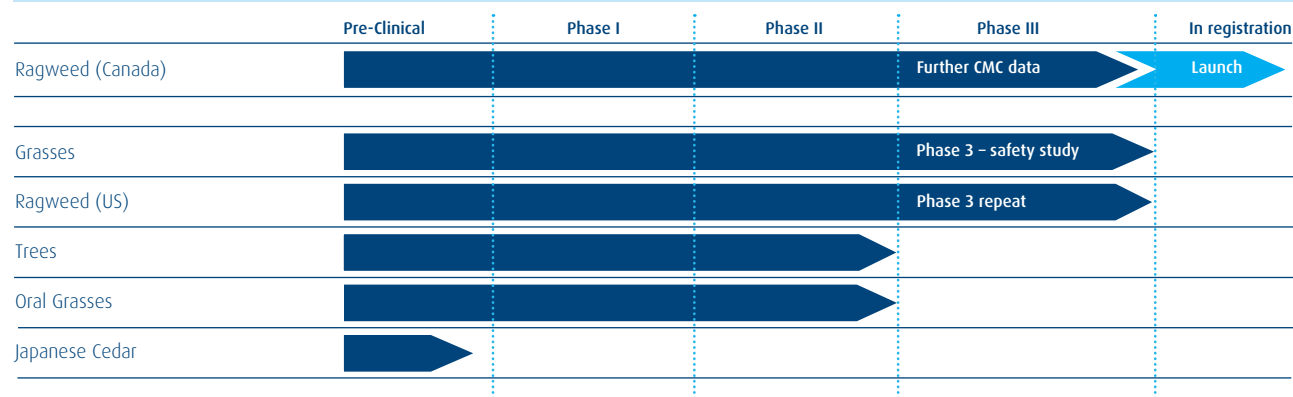 Pre-Clinical Phase I Phase II Phase III In registration
Ragweed (Canada) Further CMC data Launch
Grasses Phase 3 – safety study
Ragweed (US) Phase 3 repeat
Trees
Oral Grasses
Japanese Cedar